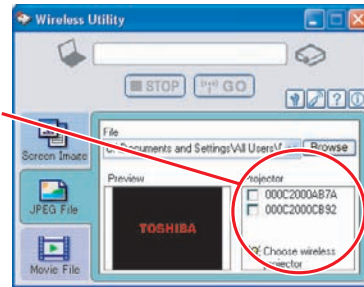 Wireless Utility
STOP
GO
Screen Image
JPEG File
Movie File
File
Documents and Settings\All Users\
Browse
Preview
Projector
TOSHIBA
000C2000AB7A
000C2000CB92
Choose wireless
projector